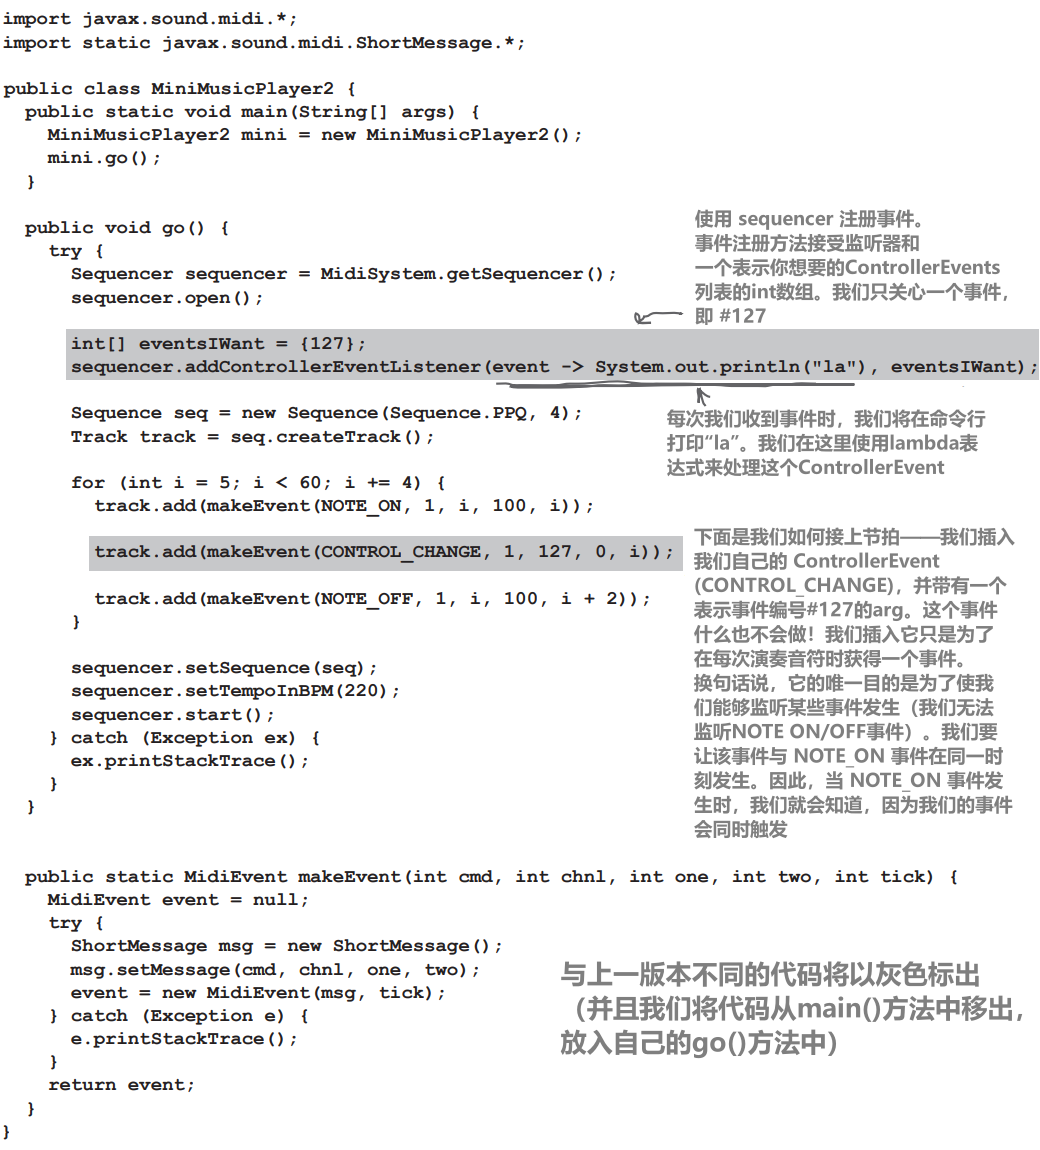 import javax.sound.midi.*;
import static javax.sound.midi.ShortMessage.*;
public class MiniMusicPlayer2 {
  public static void main(String[] args) {
    MiniMusicPlayer2 mini = new MiniMusicPlayer2();
    mini.go();
  }
  public void go() {
    try {
      Sequencer sequencer = MidiSystem.getSequencer();
      sequencer.open();
使用 sequencer 注册事件。
事件注册方法接受监听器和
一个表示你想要的ControllerEvents
列表的int数组。我们只关心一个事件，
即 #127
      int[] eventsIWant = {127};
      sequencer.addControllerEventListener(event -> System.out.println("la"), eventsIWant);
每次我们收到事件时，我们将在命令行
打印“la”。我们在这里使用lambda表
达式来处理这个ControllerEvent
      Sequence seq = new Sequence(Sequence.PPQ, 4);
      Track track = seq.createTrack();
      for (int i = 5; i < 60; i += 4) {
        track.add(makeEvent(NOTE_ON, 1, i, 100, i));
        track.add(makeEvent(CONTROL_CHANGE, 1, 127, 0, i));
        track.add(makeEvent(NOTE_OFF, 1, i, 100, i + 2));
      }
下面是我们如何接上节拍——我们插入
我们自己的 ControllerEvent
(CONTROL_CHANGE)，并带有一个
表示事件编号#127的arg。这个事件
什么也不会做！我们插入它只是为了
在每次演奏音符时获得一个事件。
换句话说，它的唯一目的是为了使我
们能够监听某些事件发生（我们无法
监听NOTE ON/OFF事件）。我们要
让该事件与 NOTE_ON 事件在同一时
刻发生。因此，当 NOTE_ON 事件发
生时，我们就会知道，因为我们的事件
会同时触发
      sequencer.setSequence(seq);
      sequencer.setTempoInBPM(220);
      sequencer.start();
    } catch (Exception ex) {
      ex.printStackTrace();
    }
  }
  public static MidiEvent makeEvent(int cmd, int chnl, int one, int two, int tick) {
    MidiEvent event = null;
    try {
      ShortMessage msg = new ShortMessage();
      msg.setMessage(cmd, chnl, one, two);
      event = new MidiEvent(msg, tick);
    } catch (Exception e) {
      e.printStackTrace();
    }
    return event;
  }
}
与上一版本不同的代码将以灰色标出
（并且我们将代码从main()方法中移出，
放入自己的go()方法中）